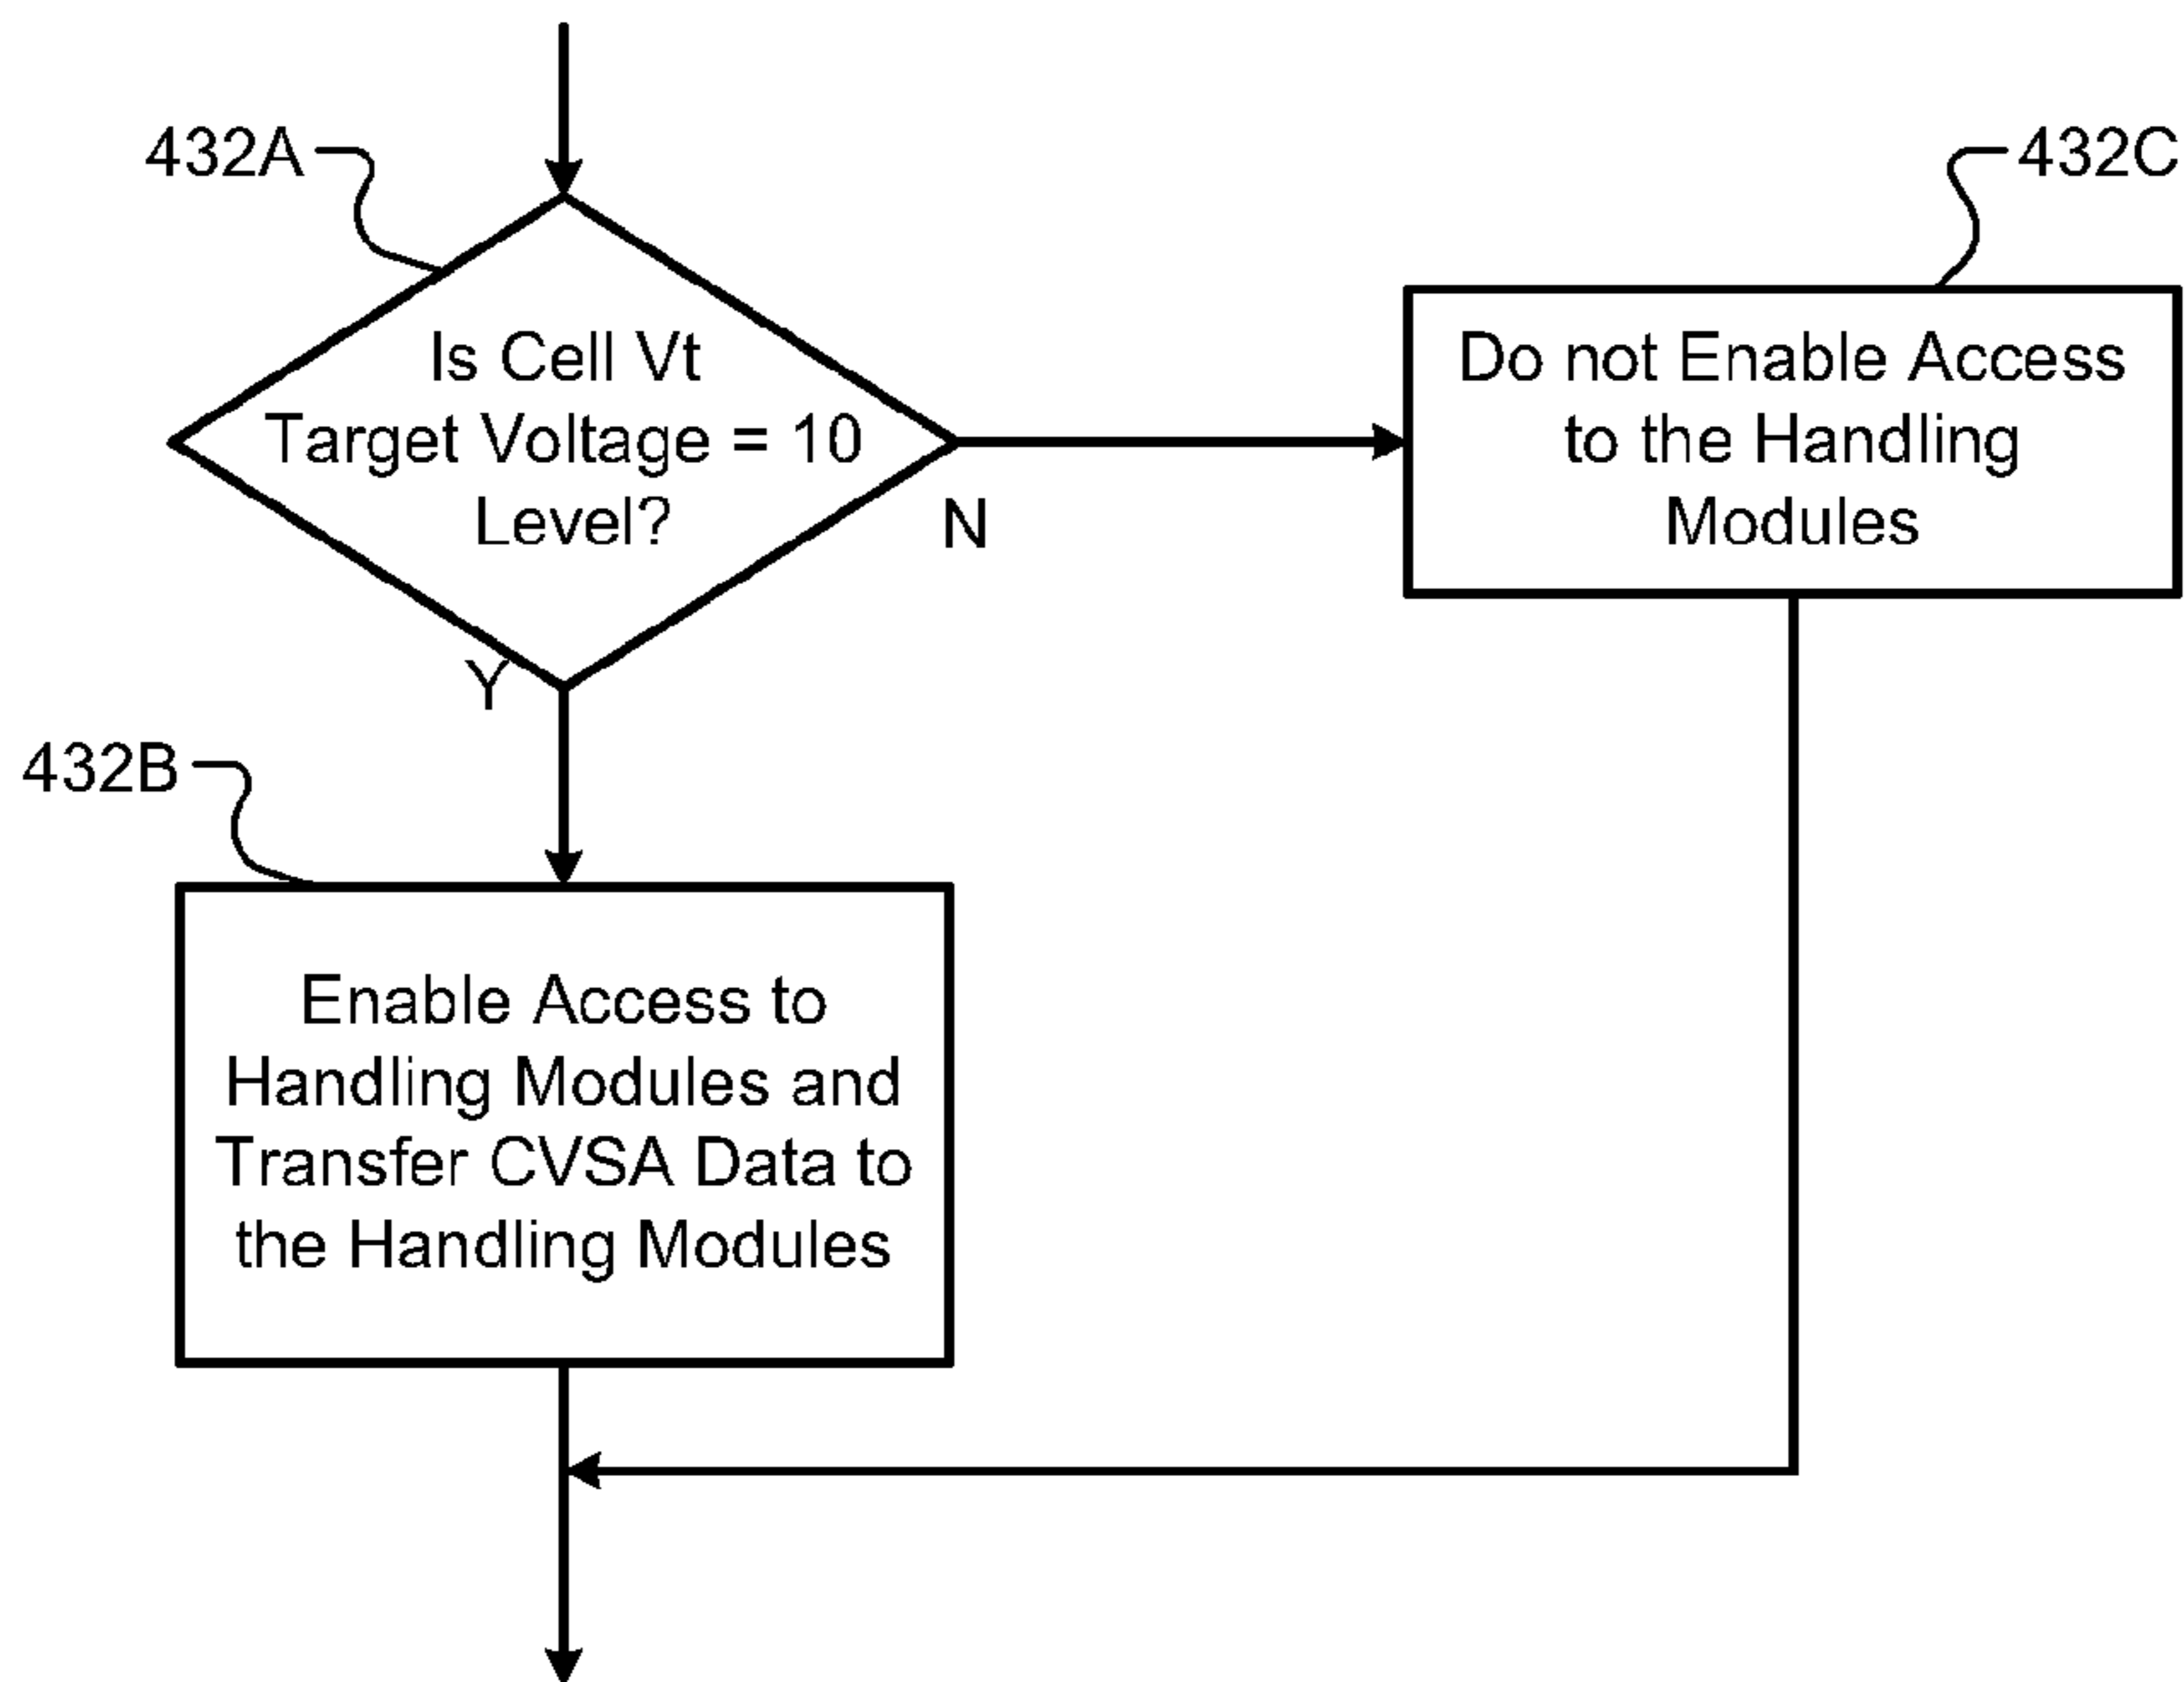 432A
432C
Is Cell Vt
Target Voltage = 10
Level?
Do not Enable Access
to the Handling
Modules
N
Y
432B
Enable Access to
Handling Modules and
Transfer CVSA Data to
the Handling Modules